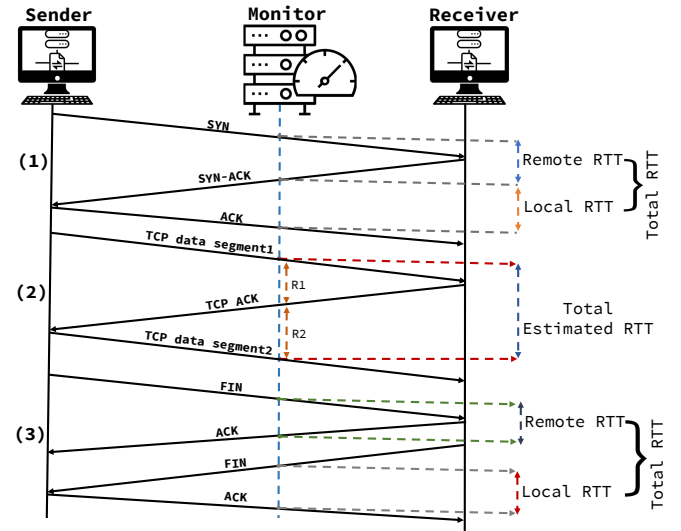 Sender
Monitor
Receiver
SYN
(1)
Remote RTT
SYN-ACK
Local RTT
Total RTT
ACK
TCP data segment1
R1
(2)
TCP ACK
Total
Estimated RTT
R2
TCP data segment2
FIN
Remote RTT
(3)
ACK
FIN
Total RTT
Local RTT
ACK